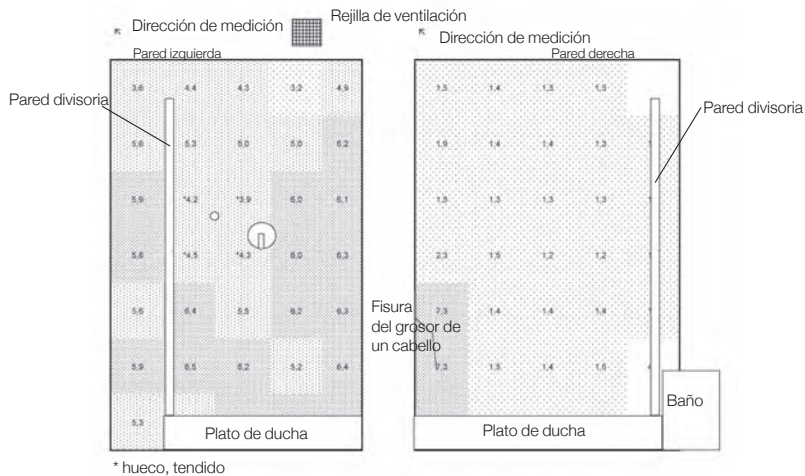 Dirección de medición
Rejilla de ventilación
Dirección de medición
Pared izquierda
Pared derecha
Pared divisoria
Pared divisoria
3,6 4,4 4,3 3,2 4,9
5,6 5,3 5,0 5,0 6,2
5,9 *4,2 *3,9 6,0 6,1
5,8 *4,5 *4,3 6,0 6,3
5,6 6,4 5,5 6,2 6,3
5,9 6,5 6,2 5,2 6,4
5,3
Plato de ducha
* hueco, tendido
1,5 1,4 1,3 1,3
1,9 1,4 1,4 1,3
1,5 1,3 1,3 1,3
2,3 1,5 1,2 1,2
7,3 1,4 1,4 1,4
7,3 1,5 1,4 1,5
Fisura
del grosor de
un cabello
Plato de ducha
Baño